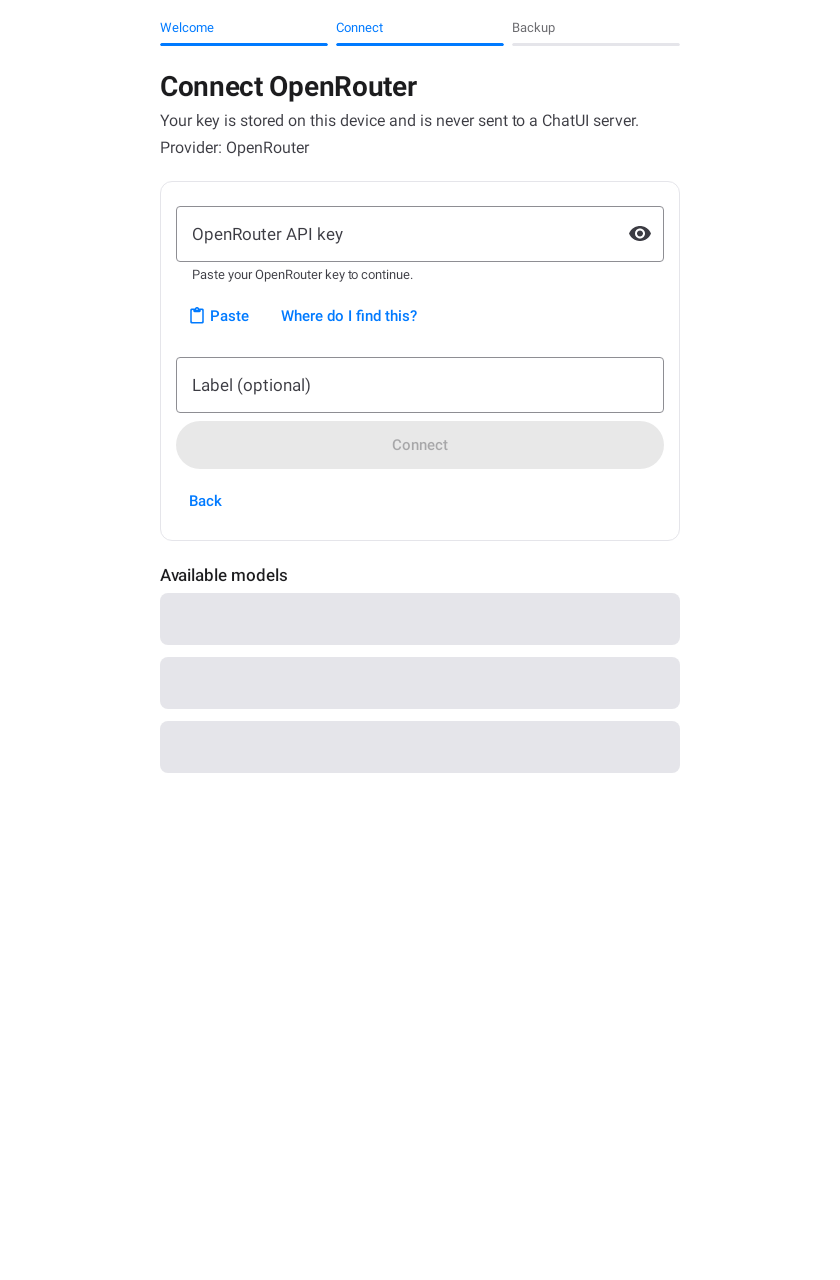 Welcome
Connect
Backup
Connect OpenRouter
Your key is stored on this device and is never sent to a ChatUI server.
Provider: OpenRouter
OpenRouter API key
Paste your OpenRouter key to continue.
Paste
Where do I find this?
Label (optional)
Connect
Back
Available models